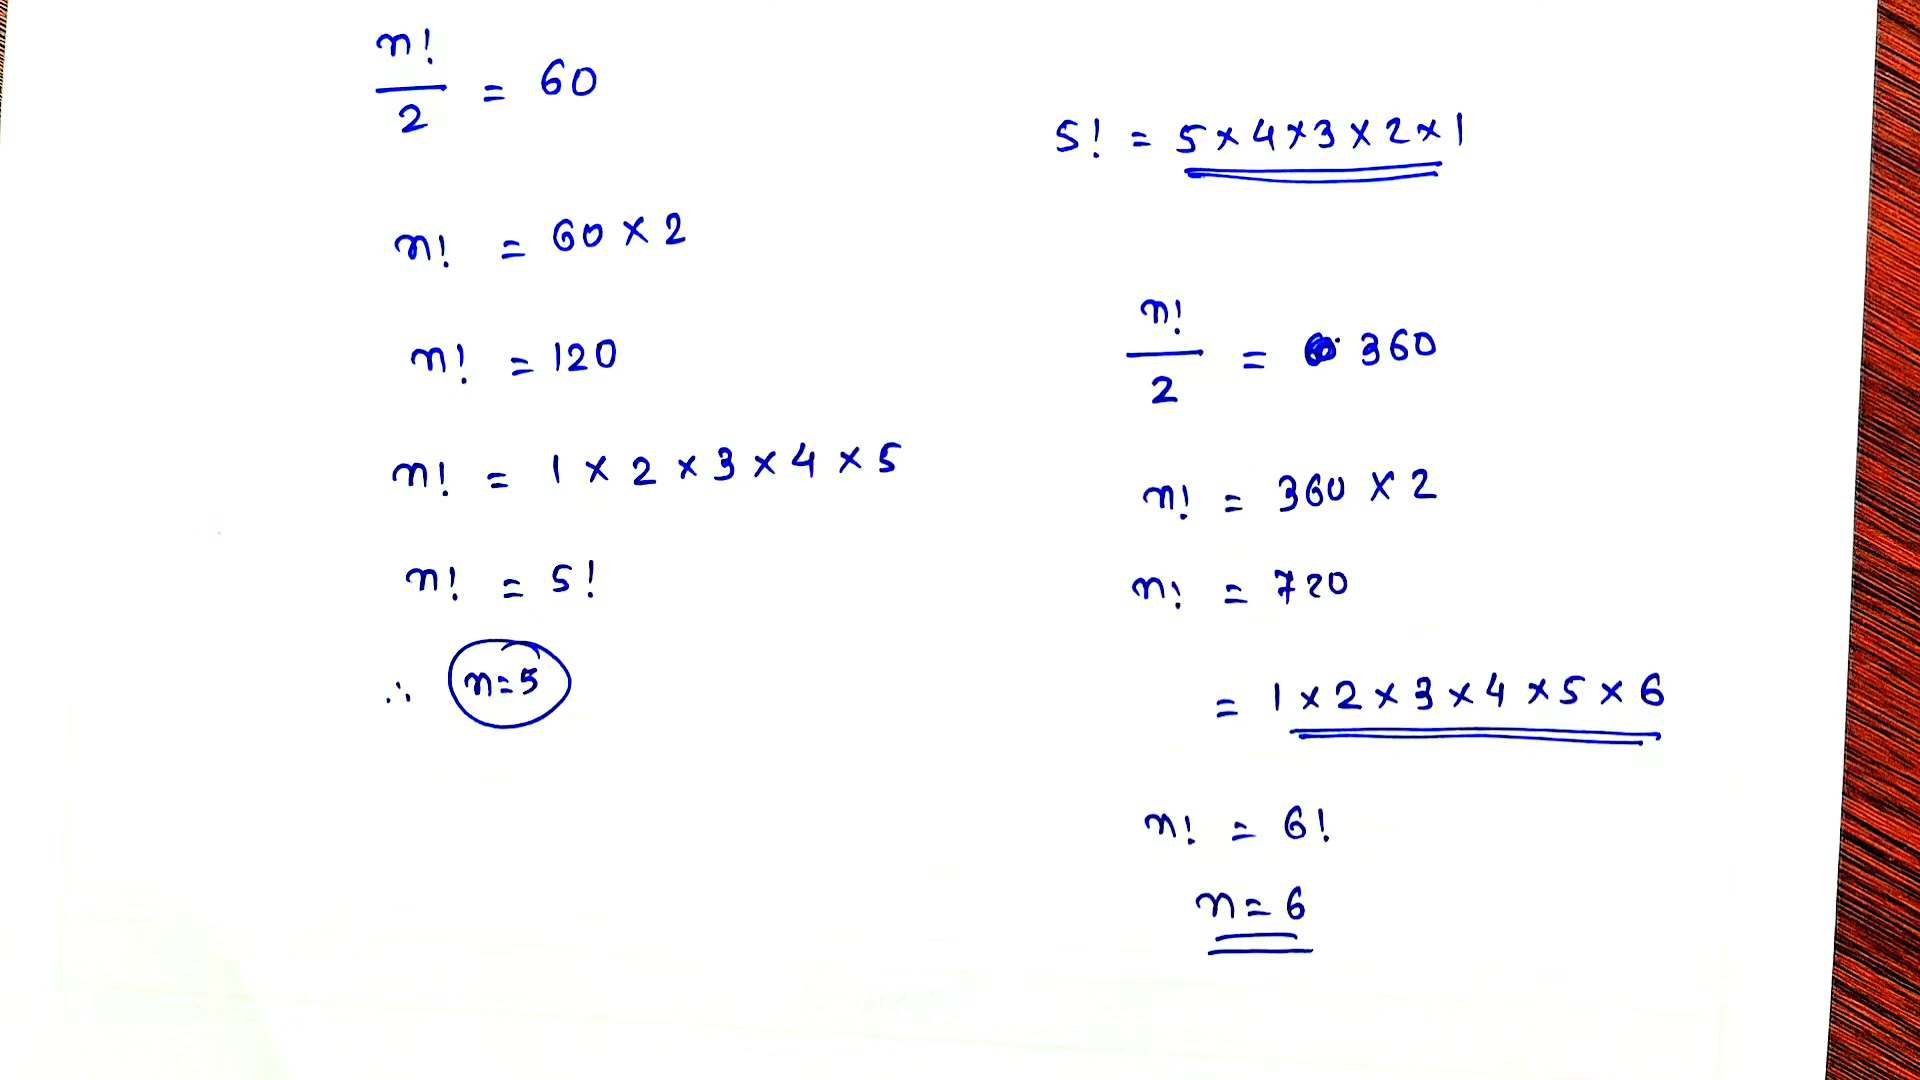 n!/2 = 60
n! = 60 × 2
n! = 120
n! = 1 × 2 × 3 × 4 × 5
n! = 5!
∴ n=5
5! = 5 × 4 × 3 × 2 × 1
n!/2 = 360
n! = 360 × 2
n! = 720
= 1 × 2 × 3 × 4 × 5 × 6
n! = 6!
n = 6